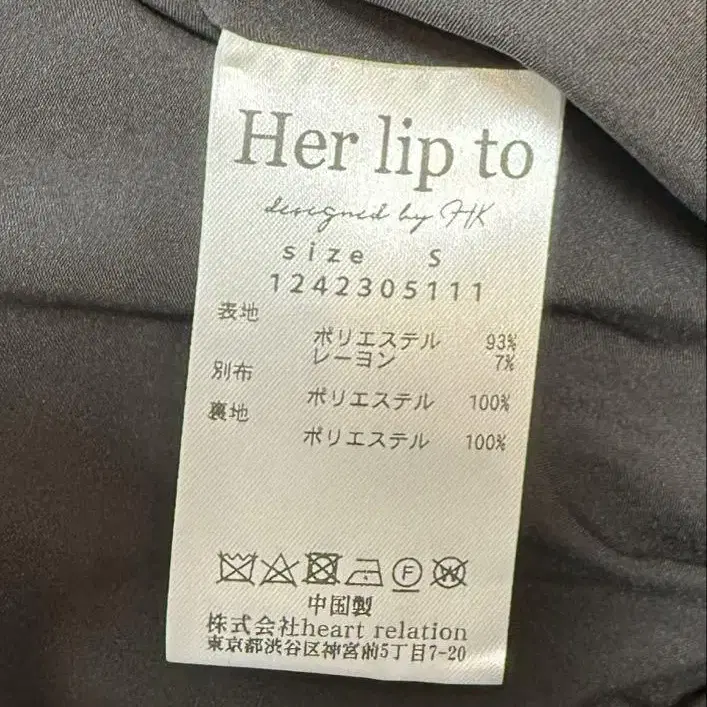 Her lip to
designed by HK
size S
1242305111
表地
ポリエステル 93%
レーヨン 7%
別布
ポリエステル 100%
裏地
ポリエステル 100%
F W
中国製
株式会社heart relation
東京都渋谷区神宮前5丁目7-20